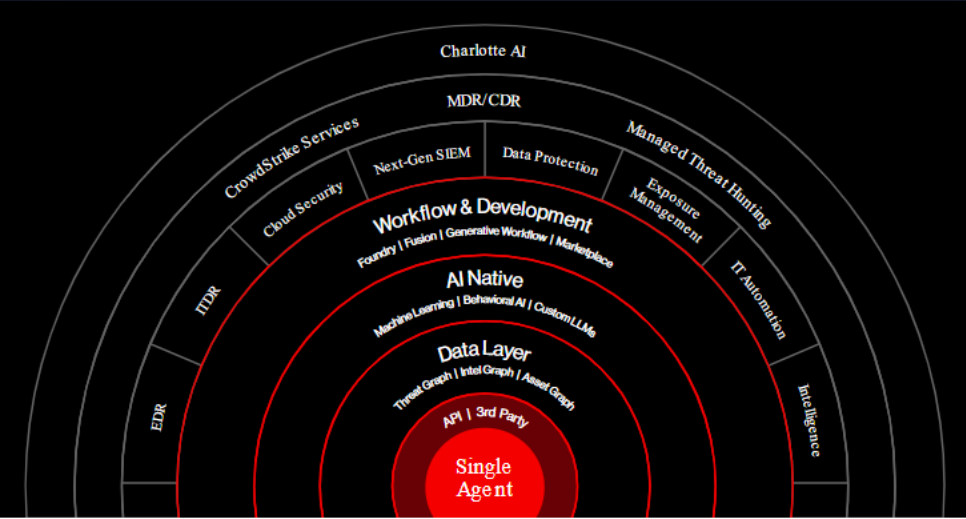 Charlotte AI
MDR/CDR
CrowdStrike Services
Managed Threat Hunting
EDR
ITDR
Cloud Security
Next-Gen SIEM
Data Protection
Exposure
Management
IT Automation
Intelligence
Workflow & Development
Foundry | Fusion | Generative Workflow | Marketplace
AI Native
Machine Learning | Behavioral AI | Custom LLMs
Data Layer
Threat Graph | Intel Graph | Asset Graph
API | 3rd Party
Single
Agent